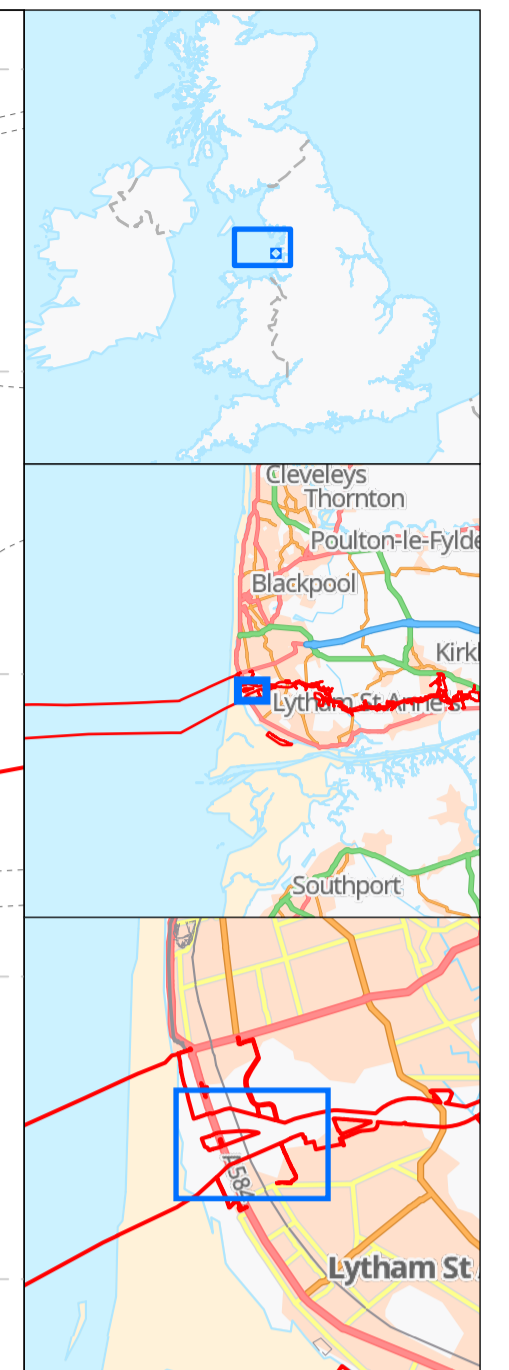 Cleveleys
Thornton
Poulton-le-Fylde
Blackpool
Kirkl
Lytham St Anne's
Southport
A584
Lytham St